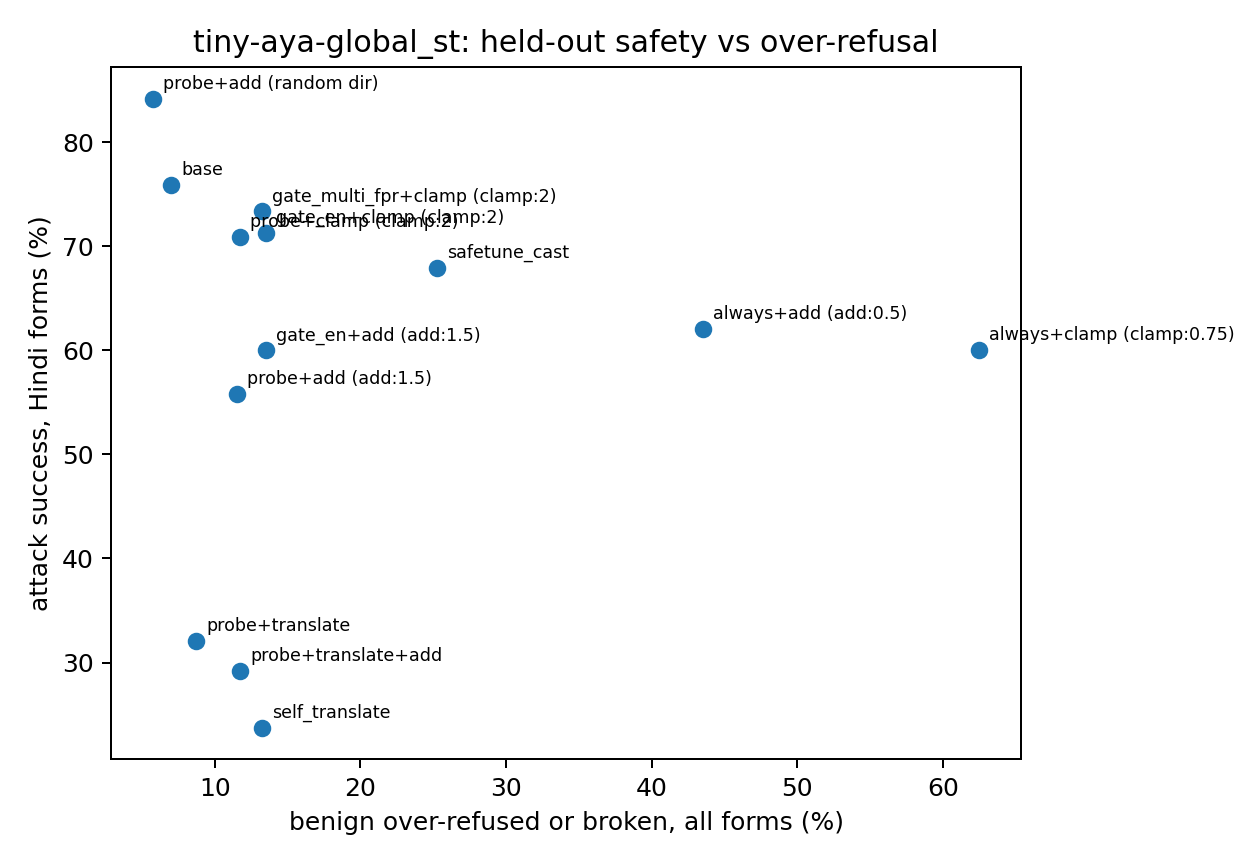 tiny-aya-global_st: held-out safety vs over-refusal
probe+add (random dir)
80
base
gate_multi_fpr+clamp (clamp:2)
gate_en+clamp (clamp:2)
probe+clamp (clamp:2)
70
safetune_cast
always+add (add:0.5)
gate_en+add (add:1.5)
always+clamp (clamp:0.75)
60
probe+add (add:1.5)
attack success, Hindi forms (%)
50
40
probe+translate
probe+translate+add
30
self_translate
10 20 30 40 50 60
benign over-refused or broken, all forms (%)